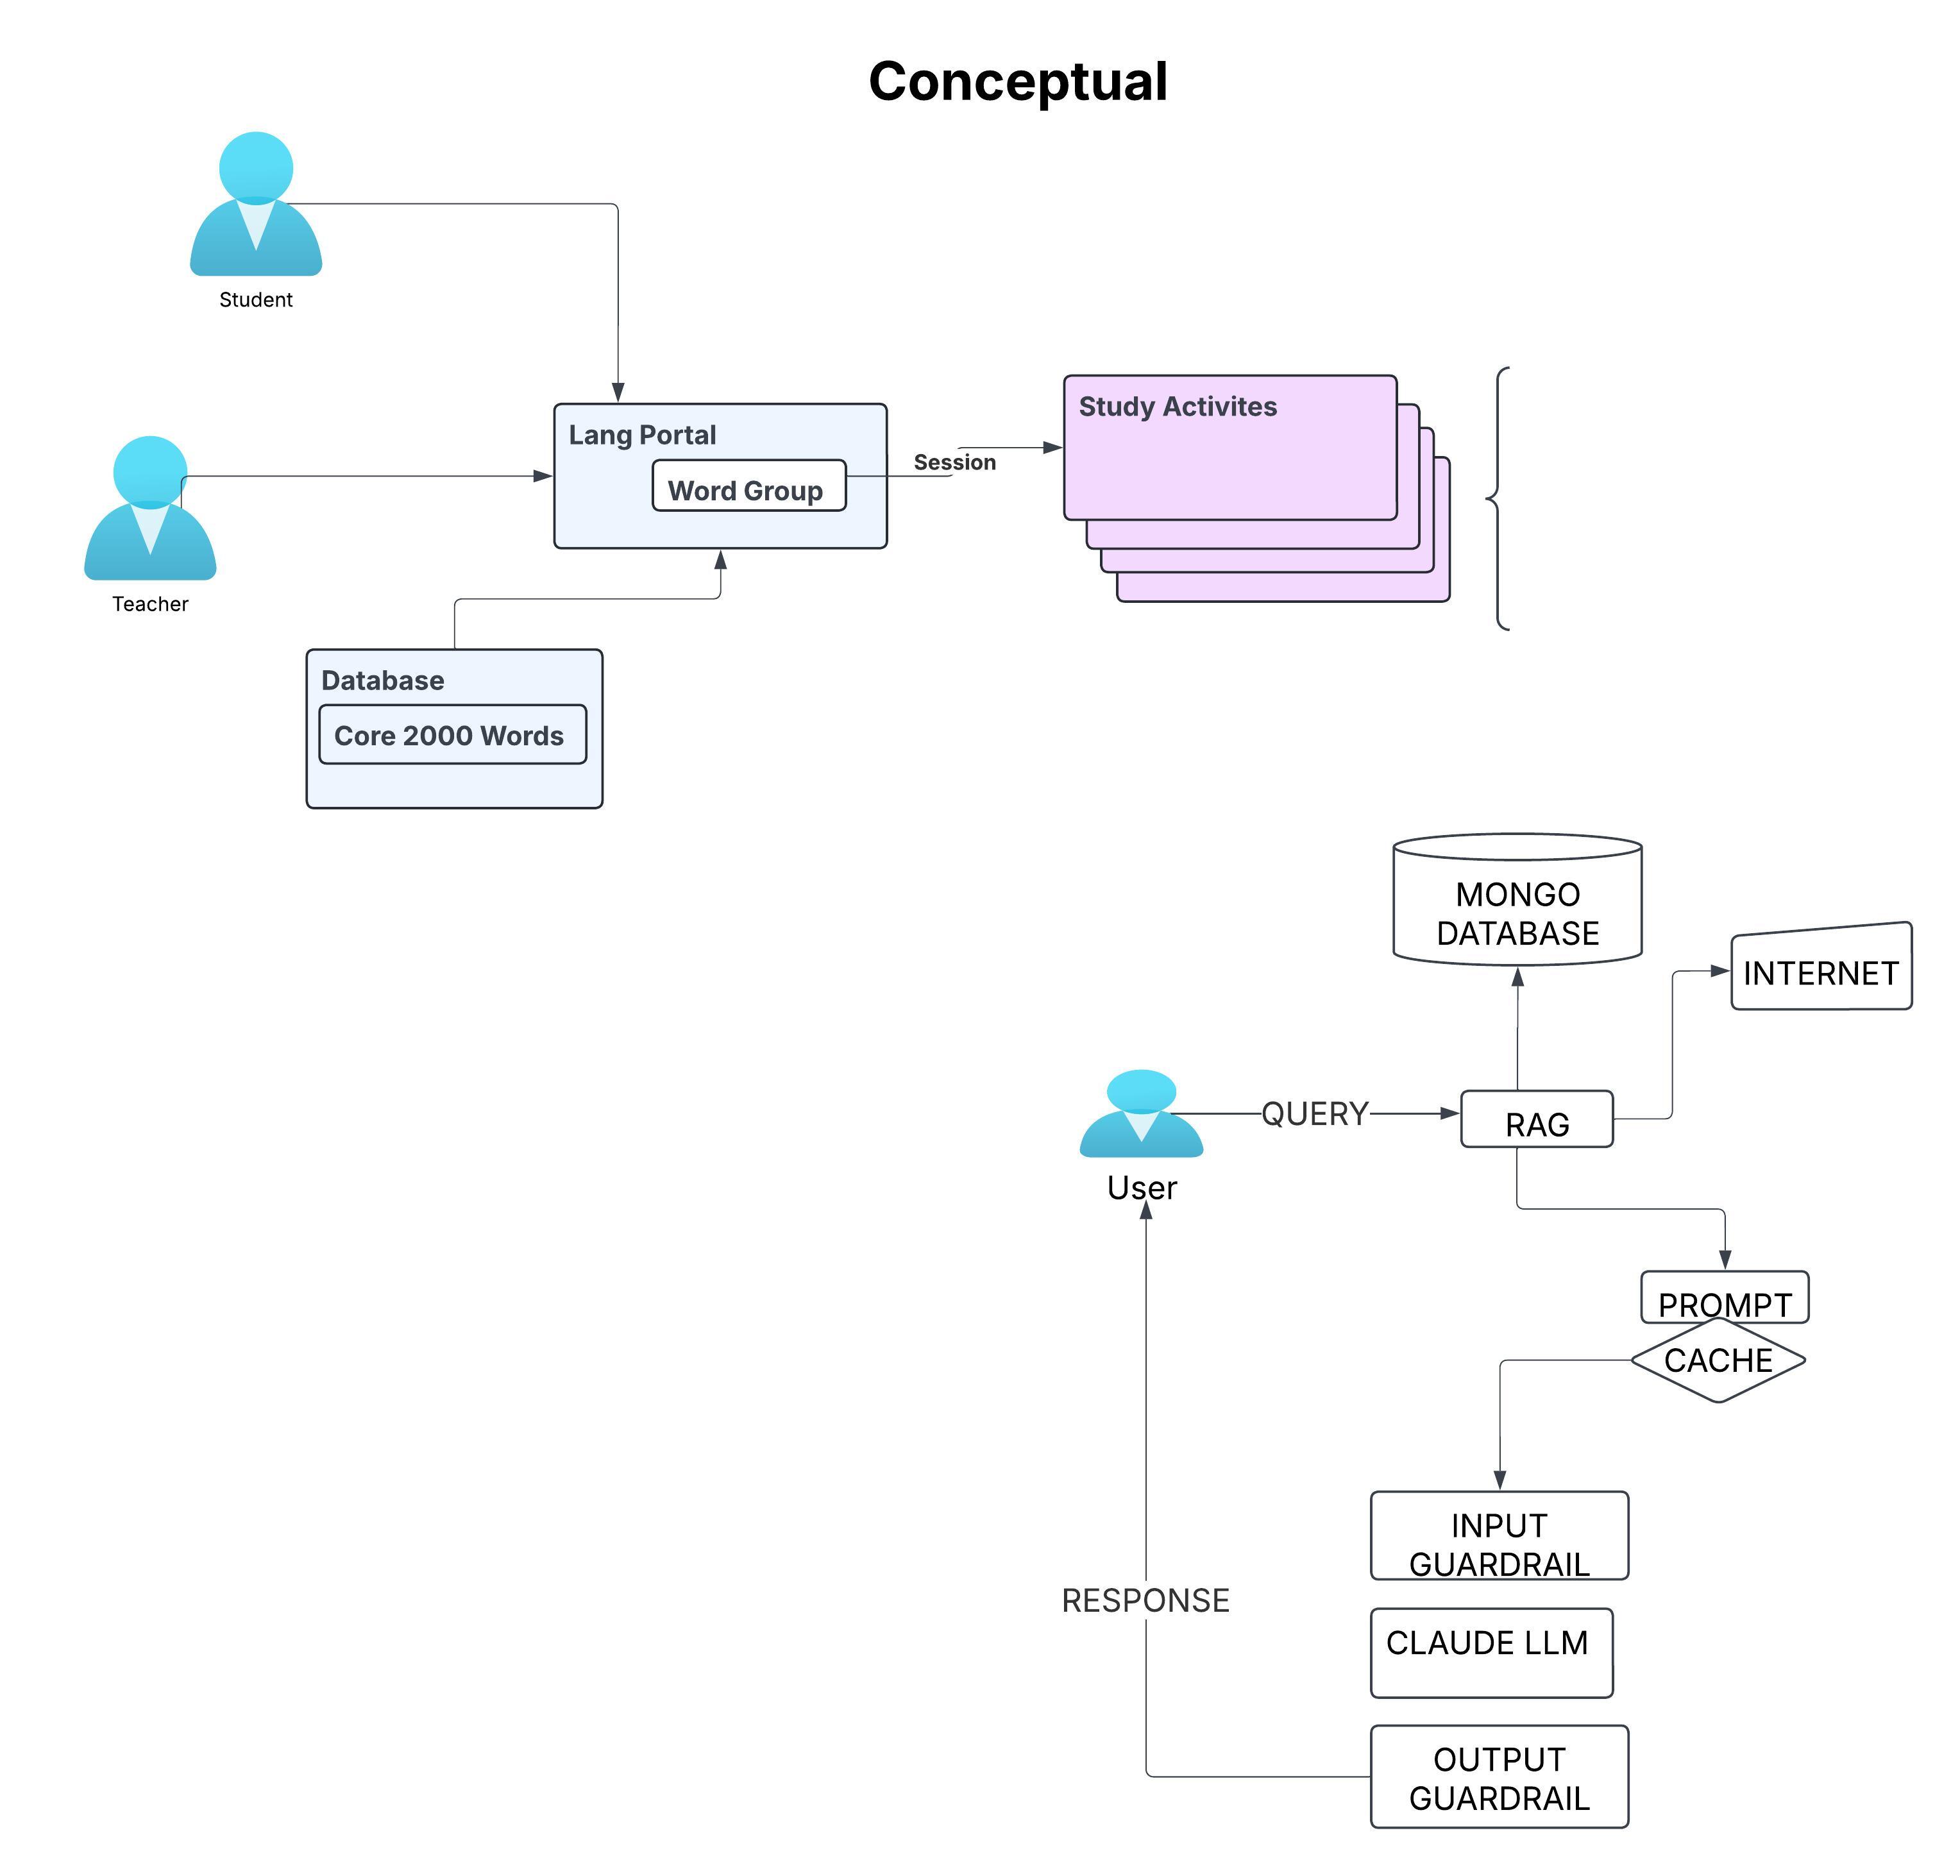 Conceptual
Student
Lang Portal
Word Group
Session
Study Activites
Teacher
Database
Core 2000 Words
MONGO
DATABASE
INTERNET
QUERY
RAG
User
PROMPT
CACHE
INPUT
GUARDRAIL
RESPONSE
CLAUDE LLM
OUTPUT
GUARDRAIL